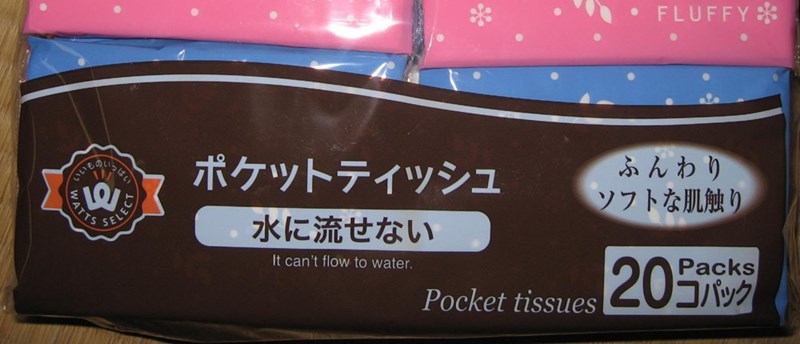 FLUFFY
いいものいっぱい
WATTS SELECT
ポケットティッシュ
水に流せない
It can't flow to water.
ふんわり
ソフトな肌触り
Pocket tissues
20 Packs
コパック